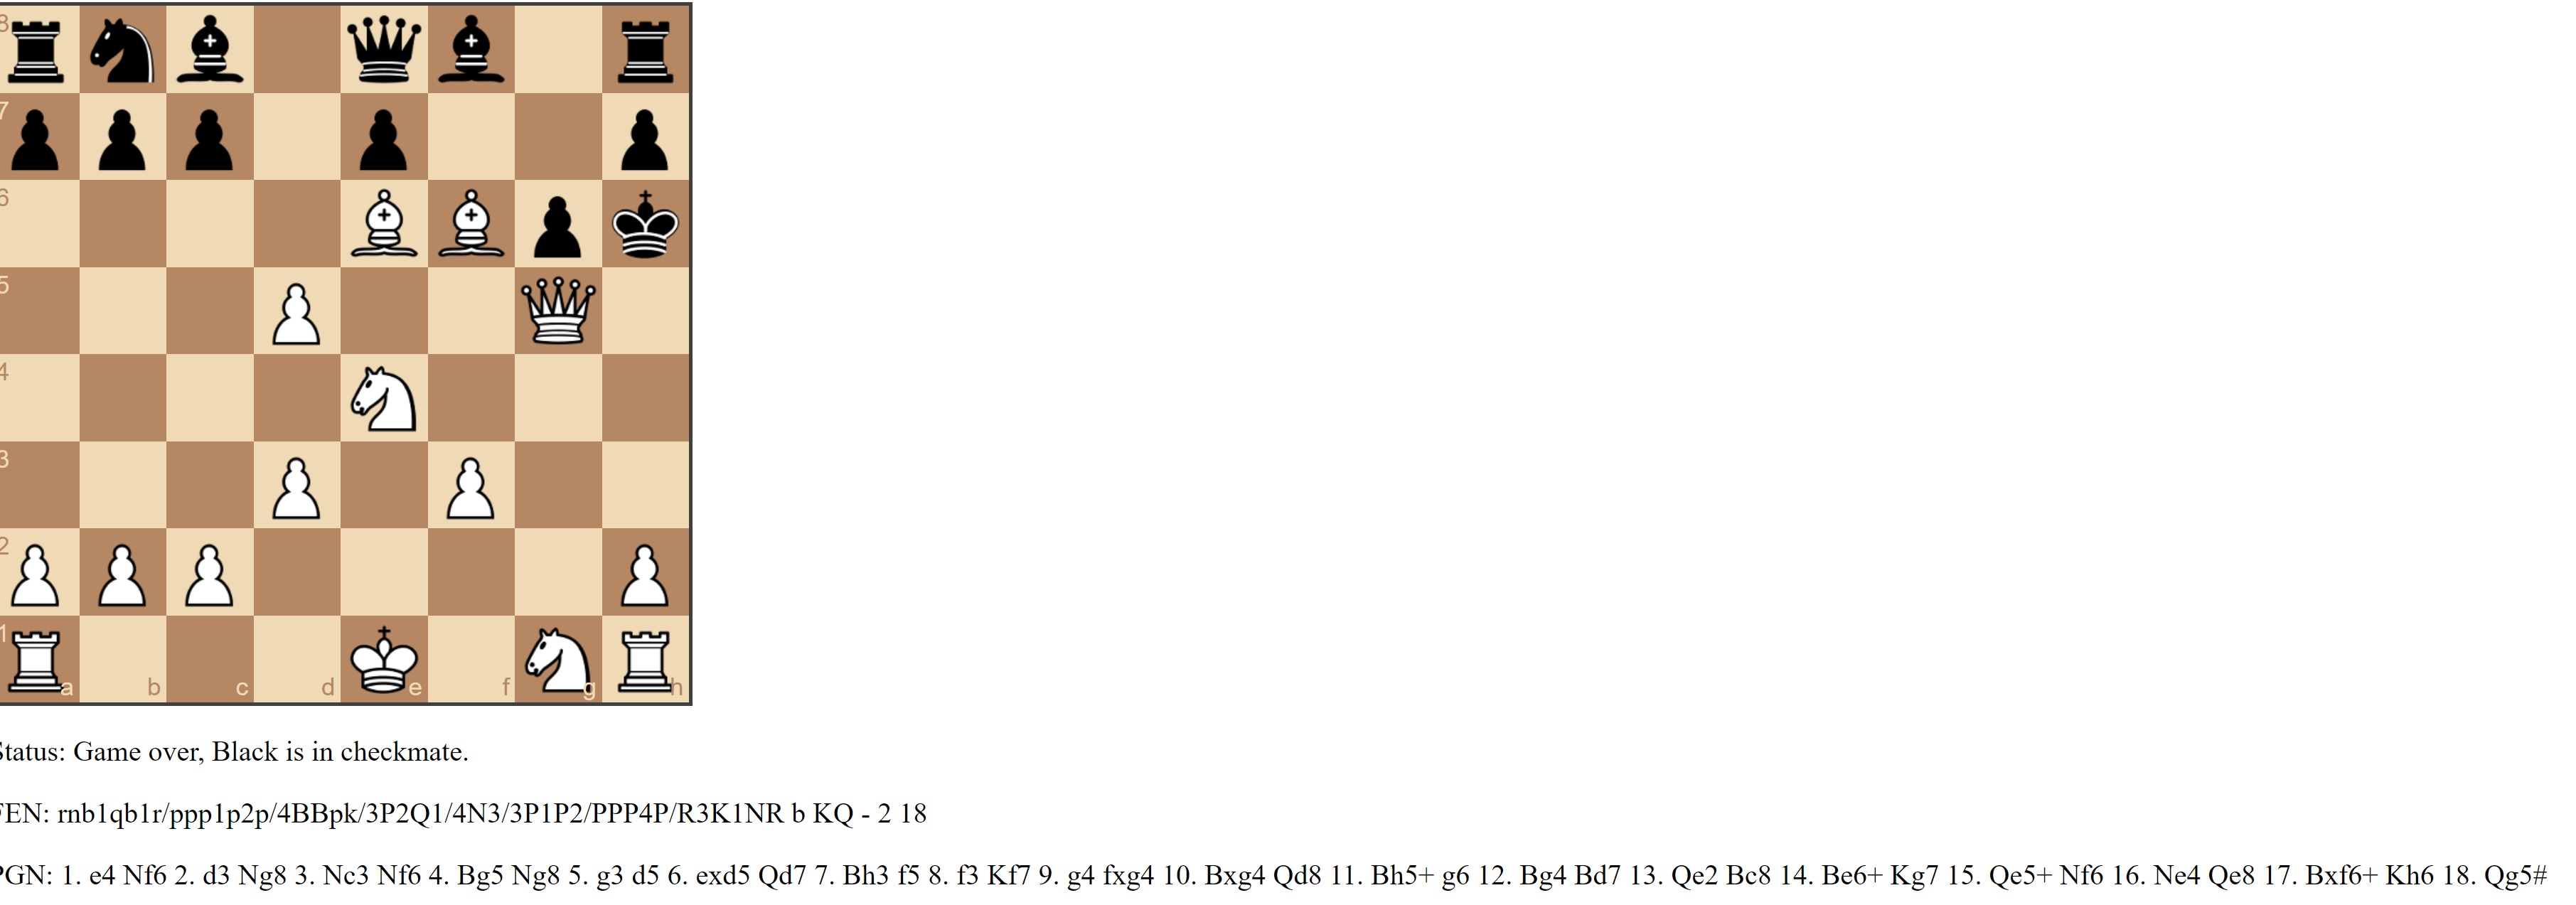 8
7
6
5
4
3
2
1
a b c d e f g h
Status: Game over, Black is in checkmate.
FEN: rnb1qb1r/ppp1p2p/4BBpk/3P2Q1/4N3/3P1P2/PPP4P/R3K1NR b KQ - 2 18
PGN: 1. e4 Nf6 2. d3 Ng8 3. Nc3 Nf6 4. Bg5 Ng8 5. g3 d5 6. exd5 Qd7 7. Bh3 f5 8. f3 Kf7 9. g4 fxg4 10. Bxg4 Qd8 11. Bh5+ g6 12. Bg4 Bd7 13. Qe2 Bc8 14. Be6+ Kg7 15. Qe5+ Nf6 16. Ne4 Qe8 17. Bxf6+ Kh6 18. Qg5#